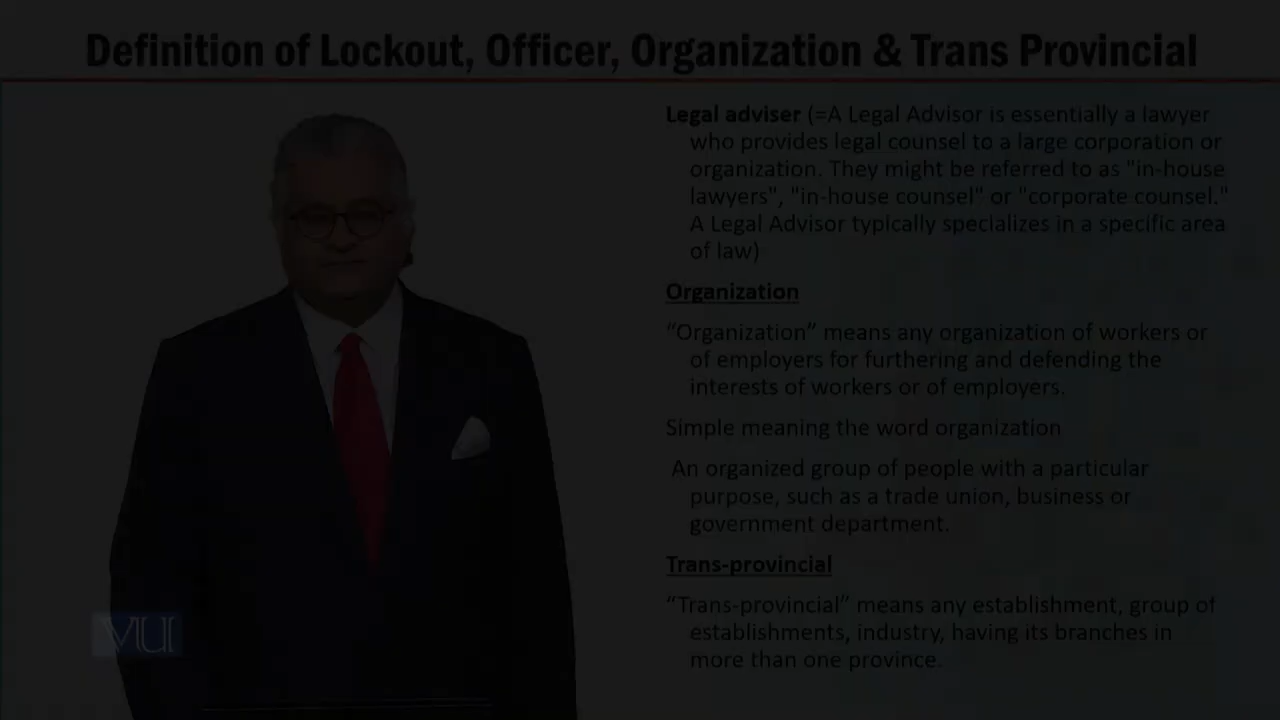 Definition of Lockout, Officer, Organization & Trans Provincial
Legal adviser (=A Legal Advisor is essentially a lawyer
who provides legal counsel to a large corporation or
organization. They might be referred to as "in-house
lawyers", "in-house counsel" or "corporate counsel."
A Legal Advisor typically specializes in a specific area
of law)
Organization
“Organization” means any organization of workers or
of employers for furthering and defending the
interests of workers or of employers.
Simple meaning the word organization
An organized group of people with a particular
purpose, such as a trade union, business or
government department.
Trans-provincial
“Trans-provincial” means any establishment, group of
establishments, industry, having its branches in
more than one province.
VU